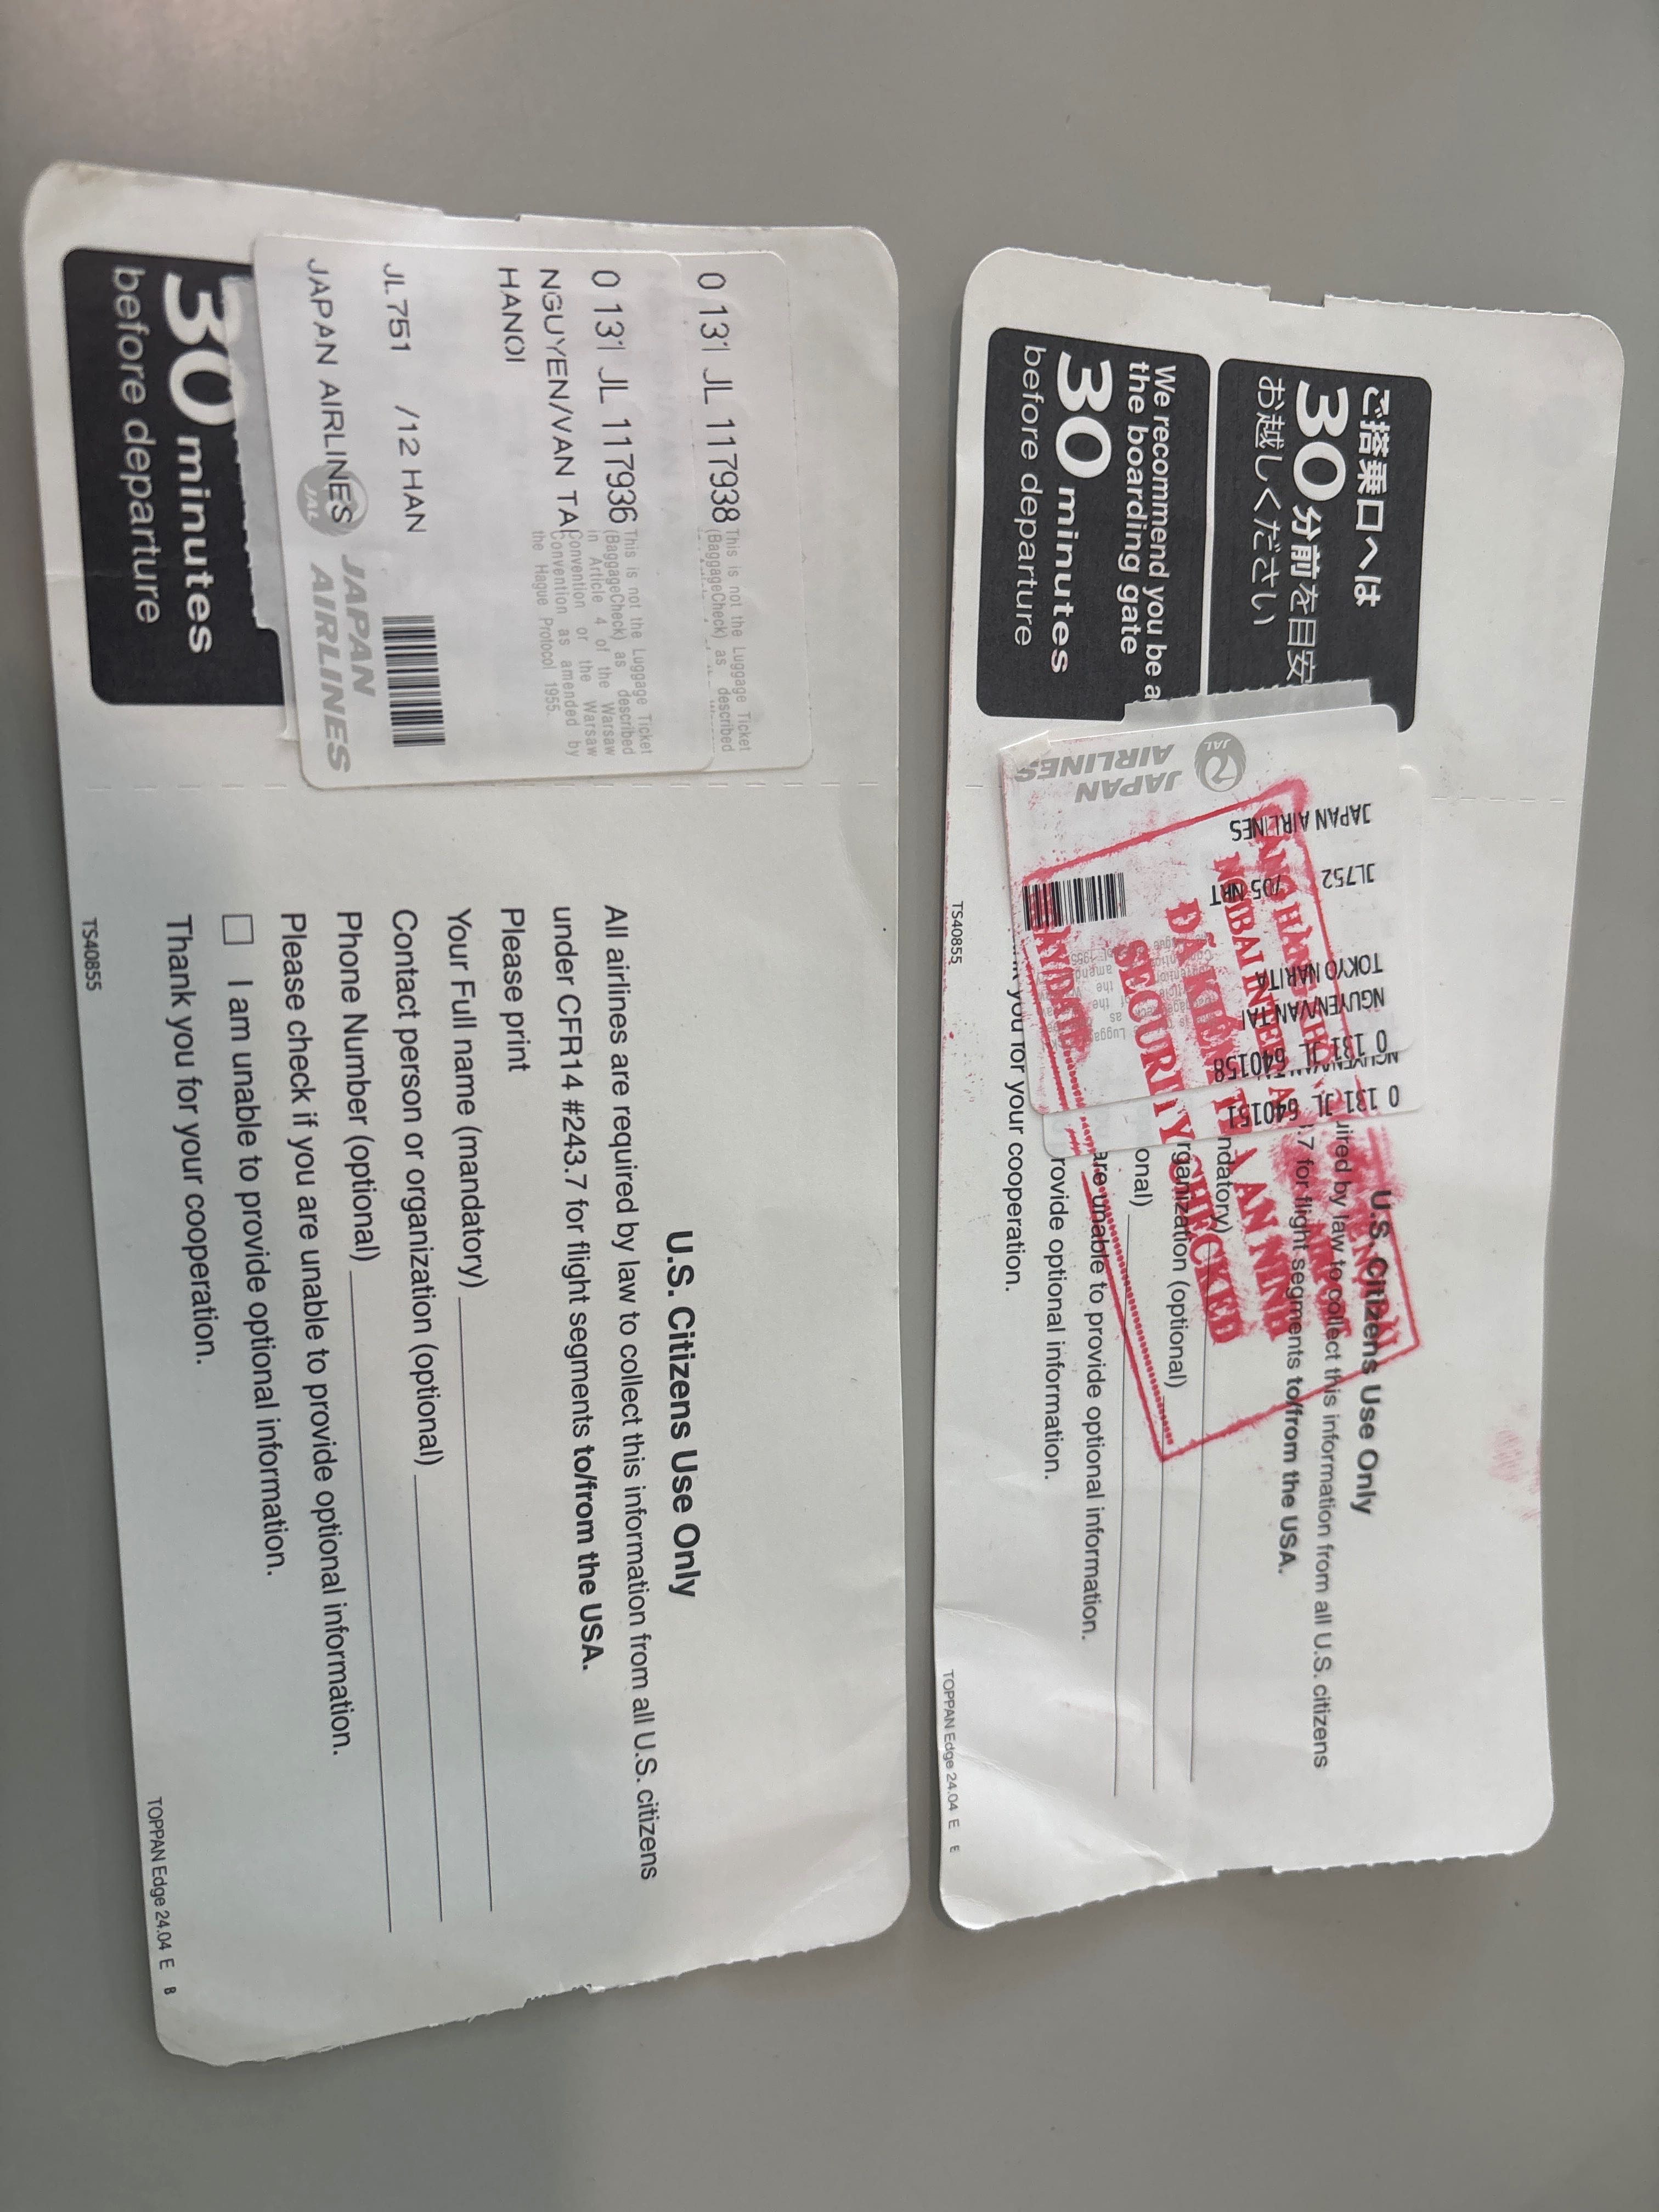 ご搭乗口へは
30分前を目安
お越しください
We recommend you be a
the boarding gate
30 minutes
before departure
JAPAN
AIRLINES
JAL
JAPAN AIRLINES
JL752 /05 NRT
TOKYO NARITA
NGUYEN/VAN TAI
0 131 JL 640158
0 131 JL 640151
ĐÃ KIỂM TRA AN NINH
SECURITY CHECKED
U.S. Citizens Use Only
uired by law to collect this information from all U.S. citizens
.7 for flight segments to/from the USA.
ndatory)
rganization (optional)
onal)
are unable to provide optional information.
rovide optional information.
you for your cooperation.
TS40855
TOPPAN Edge 24.04 E E
0 131 JL 117938
This is not the Luggage Ticket
(BaggageCheck) as described
0 131 JL 117936
NGUYEN/VAN TAI
HANOI
This is not the Luggage Ticket
(BaggageCheck) as described
in Article 4 of the Warsaw
Convention or the Warsaw
Convention as amended by
the Hague Protocol 1955.
JL751 /12 HAN
JAPAN AIRLINES
JAL
JAPAN
AIRLINES
30 minutes
before departure
U.S. Citizens Use Only
All airlines are required by law to collect this information from all U.S. citizens
under CFR14 #243.7 for flight segments to/from the USA.
Please print
Your Full name (mandatory)
Contact person or organization (optional)
Phone Number (optional)
Please check if you are unable to provide optional information.
I am unable to provide optional information.
Thank you for your cooperation.
TS40855
TOPPAN Edge 24.04 E B